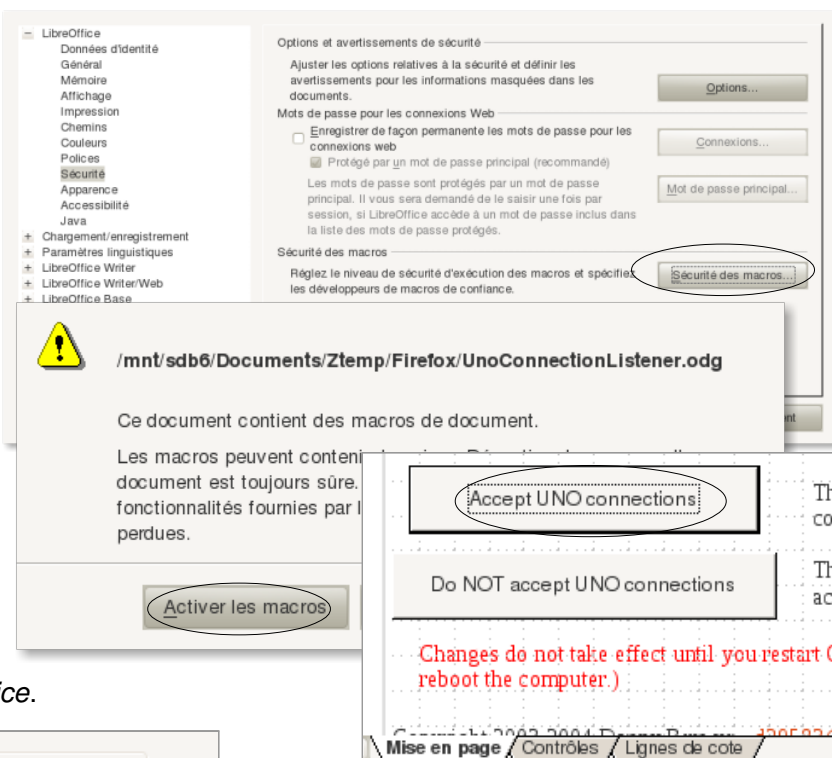 − LibreOffice
Données d'identité
Général
Mémoire
Affichage
Impression
Chemins
Couleurs
Polices
Sécurité
Apparence
Accessibilité
Java
+ Chargement/enregistrement
+ Paramètres linguistiques
+ LibreOffice Writer
+ LibreOffice Writer/Web
+ LibreOffice Base
Options et avertissements de sécurité
Ajuster les options relatives à la sécurité et définir les
avertissements pour les informations masquées dans les
documents.
Options...
Mots de passe pour les connexions Web
Enregistrer de façon permanente les mots de passe pour les
connexions web
Connexions...
Protégé par un mot de passe principal (recommandé)
Les mots de passe sont protégés par un mot de passe
principal. Il vous sera demandé de le saisir une fois par
session, si LibreOffice accède à un mot de passe inclus dans
la liste des mots de passe protégés.
Mot de passe principal...
Sécurité des macros
Réglez le niveau de sécurité d'exécution des macros et spécifiez
les développeurs de macros de confiance.
Sécurité des macros...
/mnt/sdb6/Documents/Ztemp/Firefox/UnoConnectionListener.odg
Ce document contient des macros de document.
Les macros peuvent conteni
document est toujours sûre.
fonctionnalités fournies par l
perdues.
Activer les macros
Accept UNO connections
Th
co
Do NOT accept UNO connections
Th
ac
Changes do not take effect until you restart
reboot the computer.)
Mise en page / Contrôles / Lignes de cote
ice.